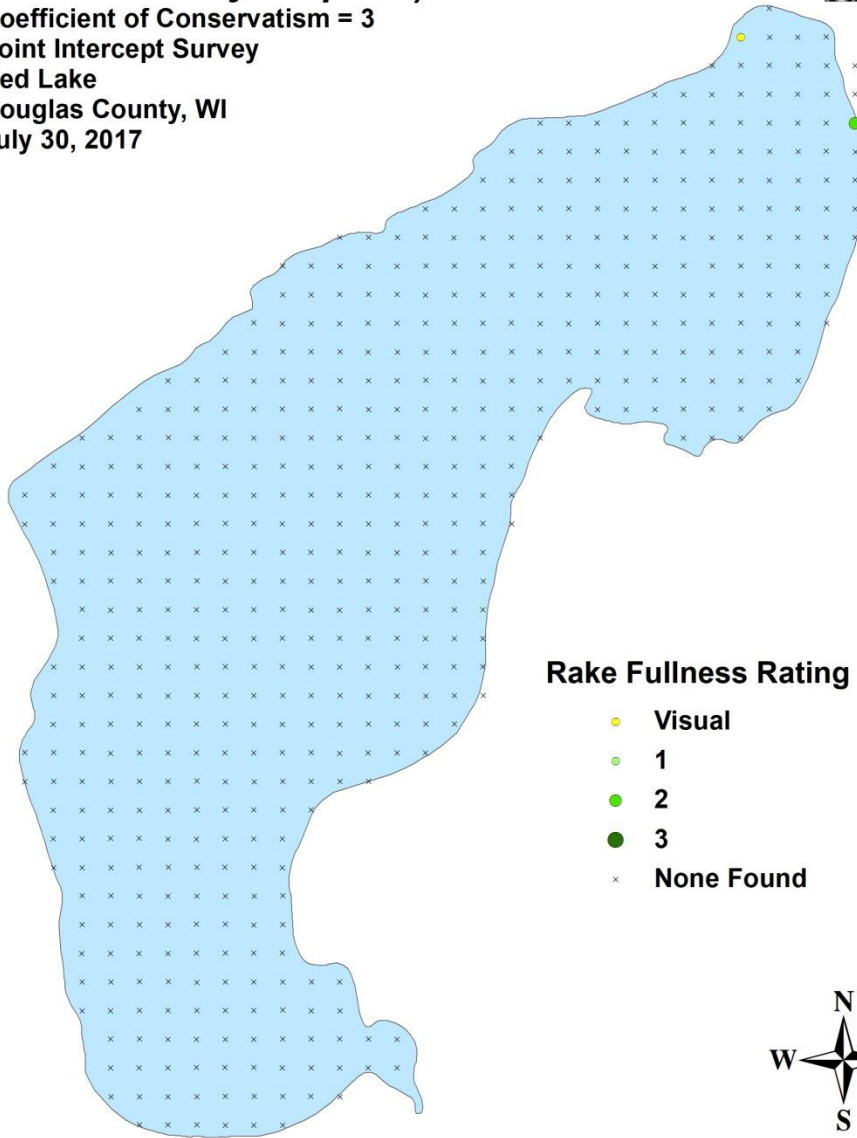 oefficient of Conservatism = 3
oint Intercept Survey
ed Lake
ouglas County, WI
uly 30, 2017
Rake Fullness Rating
Visual
1
2
3
None Found
N
W
S